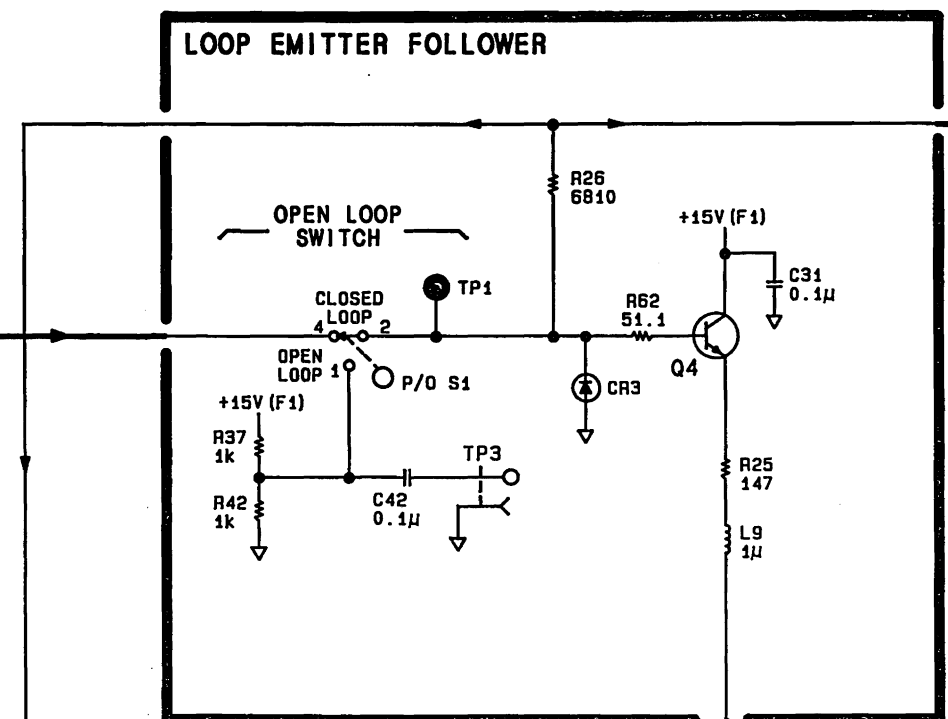 LOOP EMITTER FOLLOWER
R26
6810
+15V(F1)
OPEN LOOP
SWITCH
C31
0.1μ
TP1
CLOSED
LOOP
R62
51.1
4
2
OPEN
LOOP 1
Q4
P/O S1
CR3
+15V(F1)
R37
1k
TP3
R25
147
R42
1k
C42
0.1μ
L9
1μ